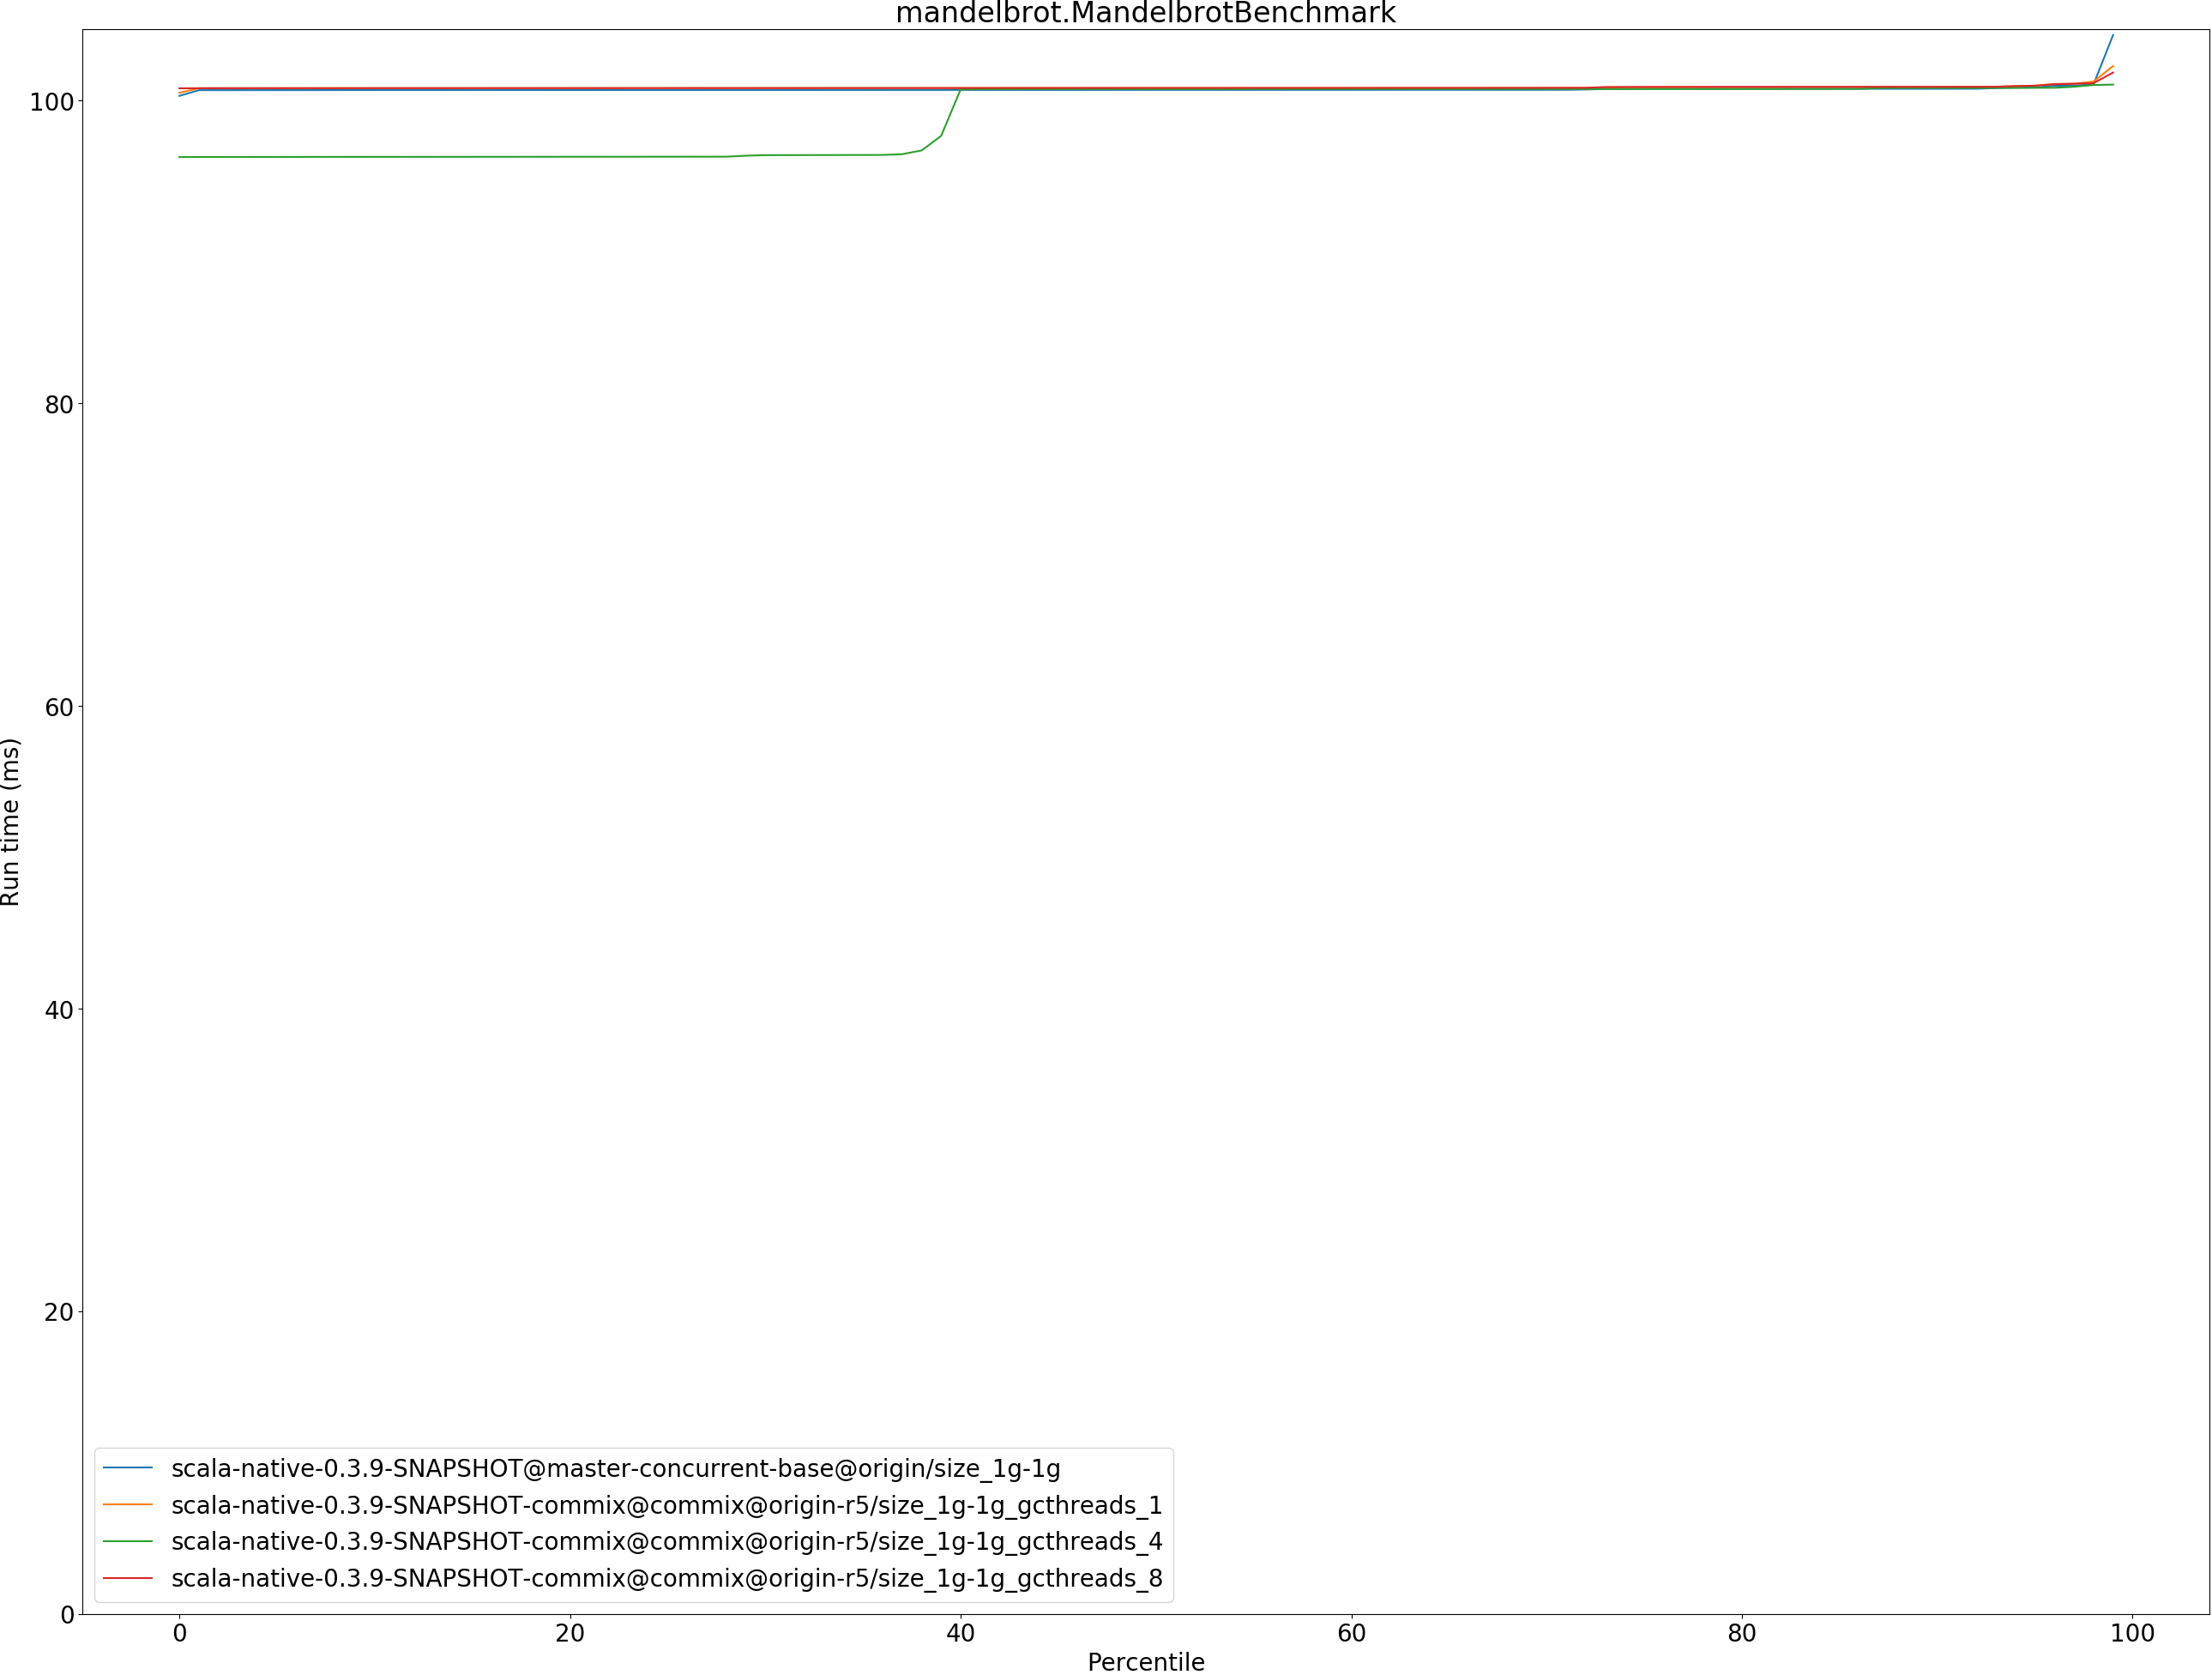 mandelbrot.MandelbrotBenchmark
100
80
60
40
20
0
Run time (ms)
scala-native-0.3.9-SNAPSHOT@master-concurrent-base@origin/size_1g-1g
scala-native-0.3.9-SNAPSHOT-commix@commix@origin-r5/size_1g-1g_gcthreads_1
scala-native-0.3.9-SNAPSHOT-commix@commix@origin-r5/size_1g-1g_gcthreads_4
scala-native-0.3.9-SNAPSHOT-commix@commix@origin-r5/size_1g-1g_gcthreads_8
0 20 40 60 80 100
Percentile